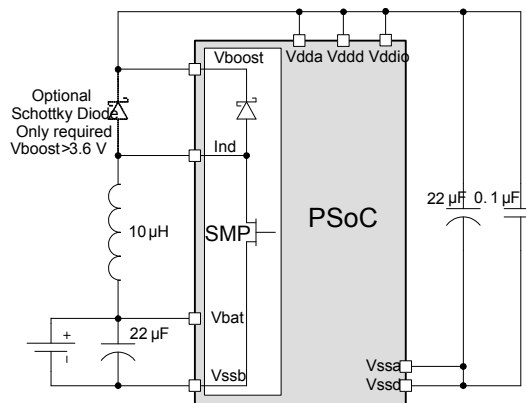 Vboost
Vdda
Vddd
Vddio
Optional
Schottky Diode
Only required
Vboost>3.6 V
Ind
22 µF
0. 1 µF
10 µH
SMP
PSoC
Vbat
+
22 µF
–
Vssa
Vssb
Vssd